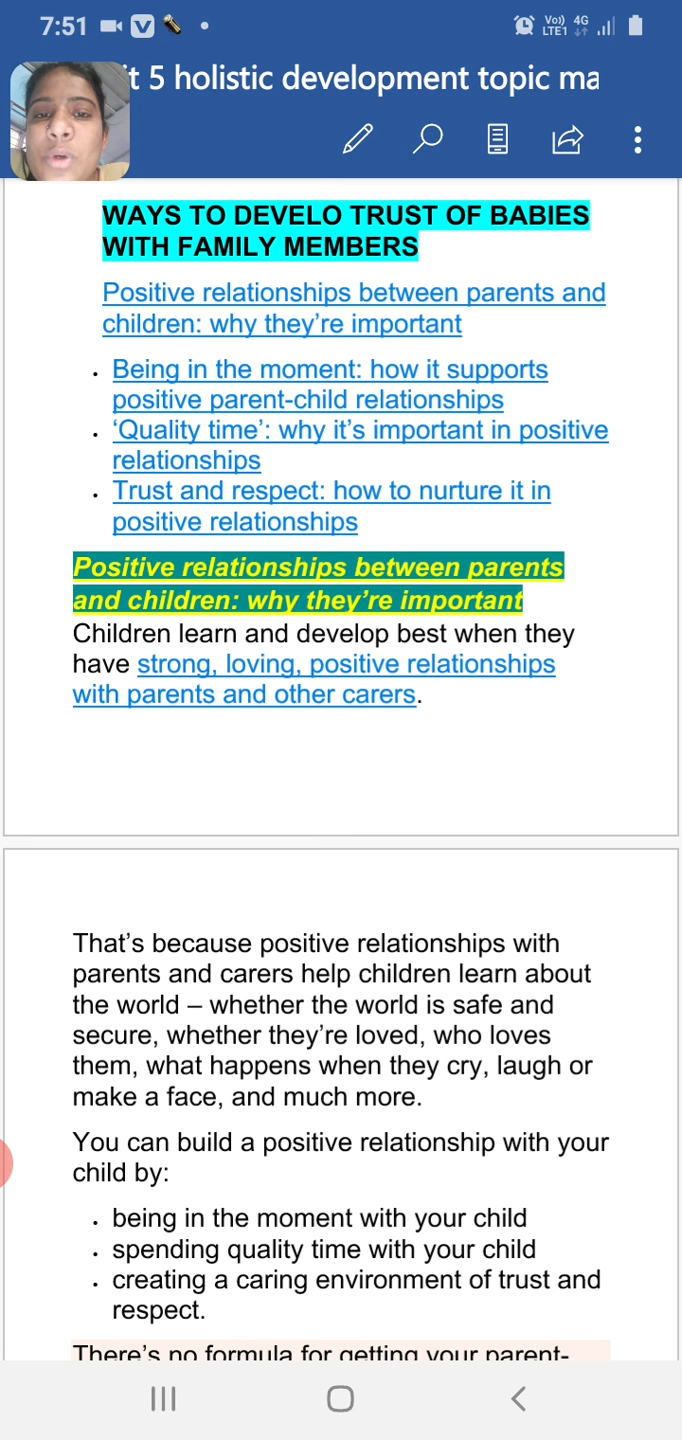 7:51
Vo)) 4G
LTE1
it 5 holistic development topic ma
WAYS TO DEVELO TRUST OF BABIES
WITH FAMILY MEMBERS
Positive relationships between parents and
children: why they’re important
• Being in the moment: how it supports
positive parent-child relationships
• ‘Quality time’: why it’s important in positive
relationships
• Trust and respect: how to nurture it in
positive relationships
Positive relationships between parents
and children: why they’re important
Children learn and develop best when they
have strong, loving, positive relationships
with parents and other carers.
That’s because positive relationships with
parents and carers help children learn about
the world – whether the world is safe and
secure, whether they’re loved, who loves
them, what happens when they cry, laugh or
make a face, and much more.
You can build a positive relationship with your
child by:
• being in the moment with your child
• spending quality time with your child
• creating a caring environment of trust and
respect.
There’s no formula for getting your parent-